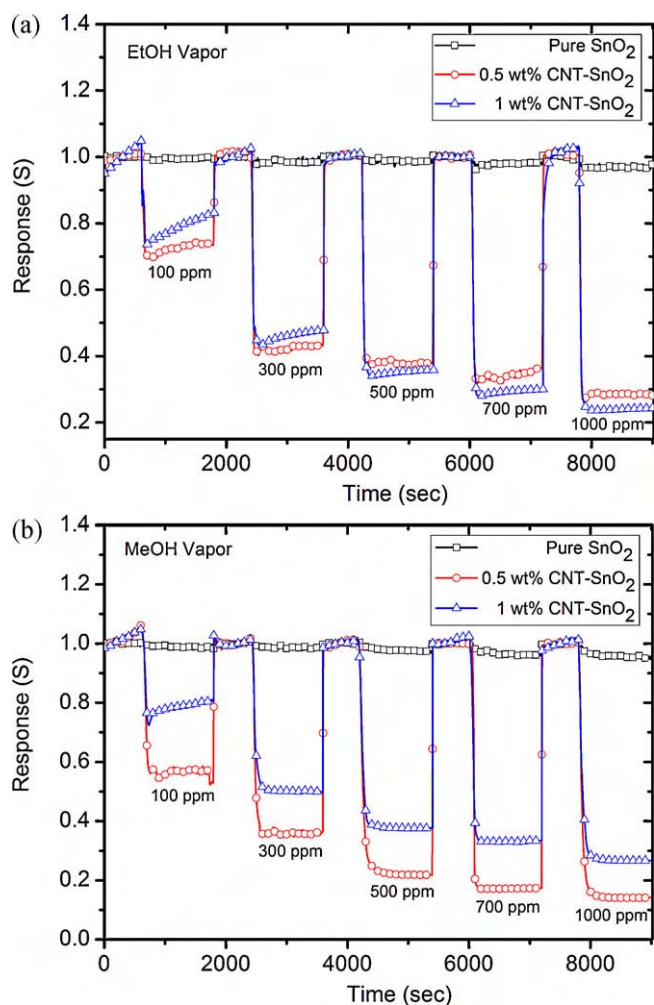 (a)
EtOH Vapor
Pure SnO₂
0.5 wt% CNT-SnO₂
1 wt% CNT-SnO₂
Response (S)
1.4
1.2
1.0
0.8
0.6
0.4
0.2
100 ppm
300 ppm
500 ppm
700 ppm
1000 ppm
0 2000 4000 6000 8000
Time (sec)
(b)
MeOH Vapor
Pure SnO₂
0.5 wt% CNT-SnO₂
1 wt% CNT-SnO₂
Response (S)
1.4
1.2
1.0
0.8
0.6
0.4
0.2
0.0
100 ppm
300 ppm
500 ppm
700 ppm
1000 ppm
0 2000 4000 6000 8000
Time (sec)